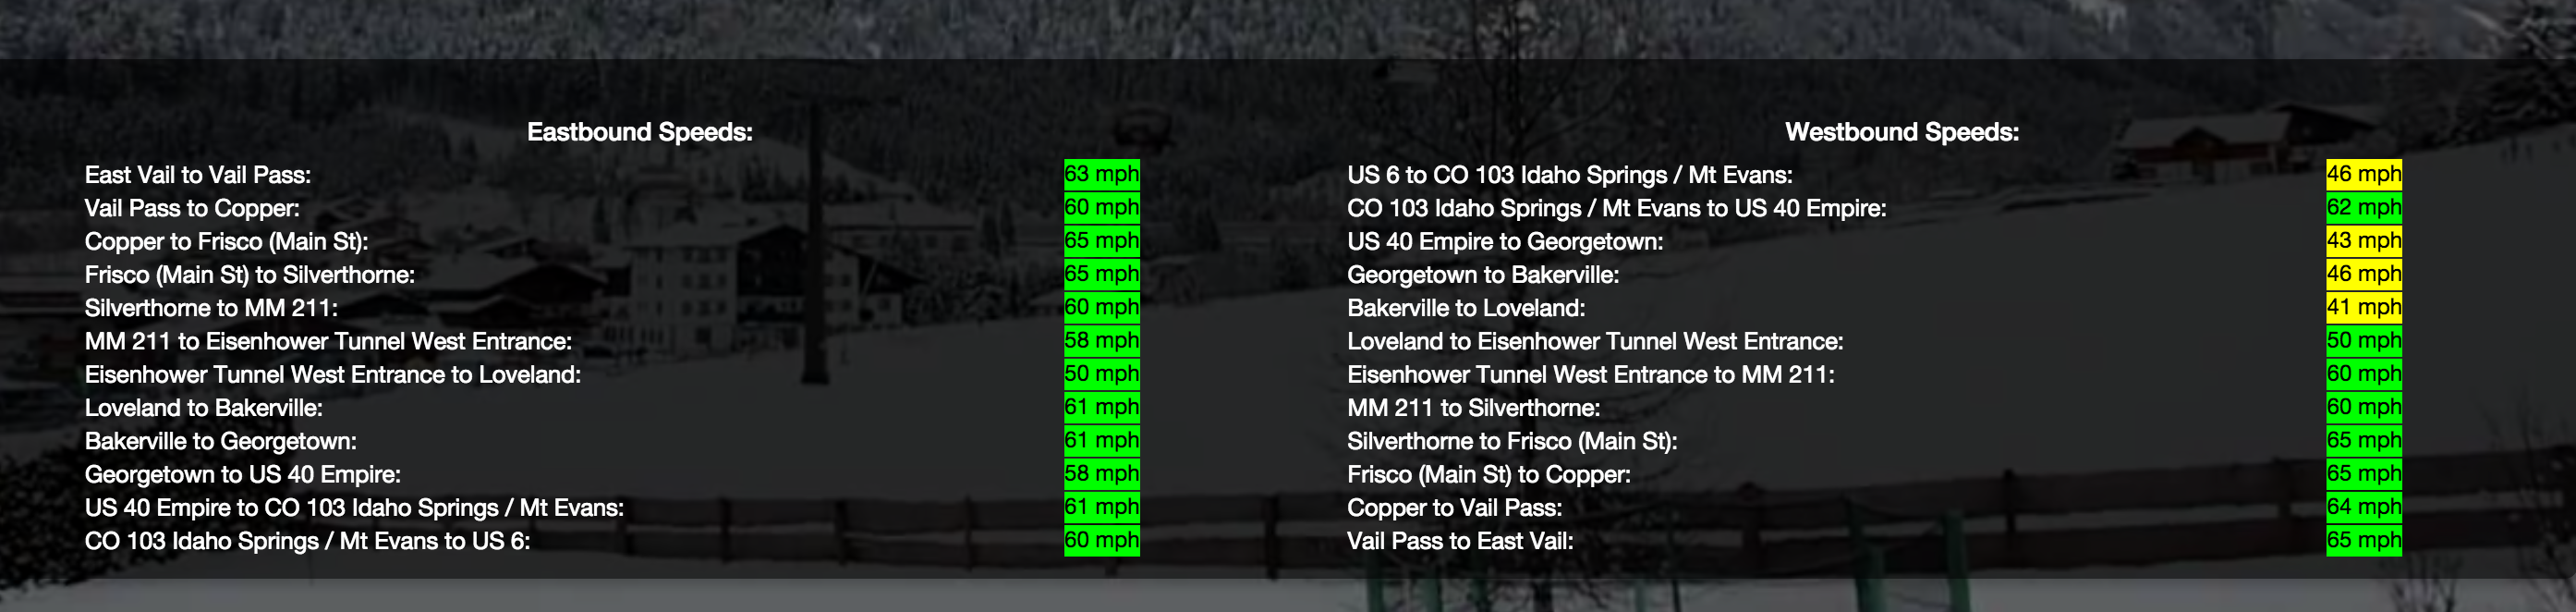 Eastbound Speeds:
East Vail to Vail Pass: 63 mph
Vail Pass to Copper: 60 mph
Copper to Frisco (Main St): 65 mph
Frisco (Main St) to Silverthorne: 65 mph
Silverthorne to MM 211: 60 mph
MM 211 to Eisenhower Tunnel West Entrance: 58 mph
Eisenhower Tunnel West Entrance to Loveland: 50 mph
Loveland to Bakerville: 61 mph
Bakerville to Georgetown: 61 mph
Georgetown to US 40 Empire: 58 mph
US 40 Empire to CO 103 Idaho Springs / Mt Evans: 61 mph
CO 103 Idaho Springs / Mt Evans to US 6: 60 mph
Westbound Speeds:
US 6 to CO 103 Idaho Springs / Mt Evans: 46 mph
CO 103 Idaho Springs / Mt Evans to US 40 Empire: 62 mph
US 40 Empire to Georgetown: 43 mph
Georgetown to Bakerville: 46 mph
Bakerville to Loveland: 41 mph
Loveland to Eisenhower Tunnel West Entrance: 50 mph
Eisenhower Tunnel West Entrance to MM 211: 60 mph
MM 211 to Silverthorne: 60 mph
Silverthorne to Frisco (Main St): 65 mph
Frisco (Main St) to Copper: 65 mph
Copper to Vail Pass: 64 mph
Vail Pass to East Vail: 65 mph